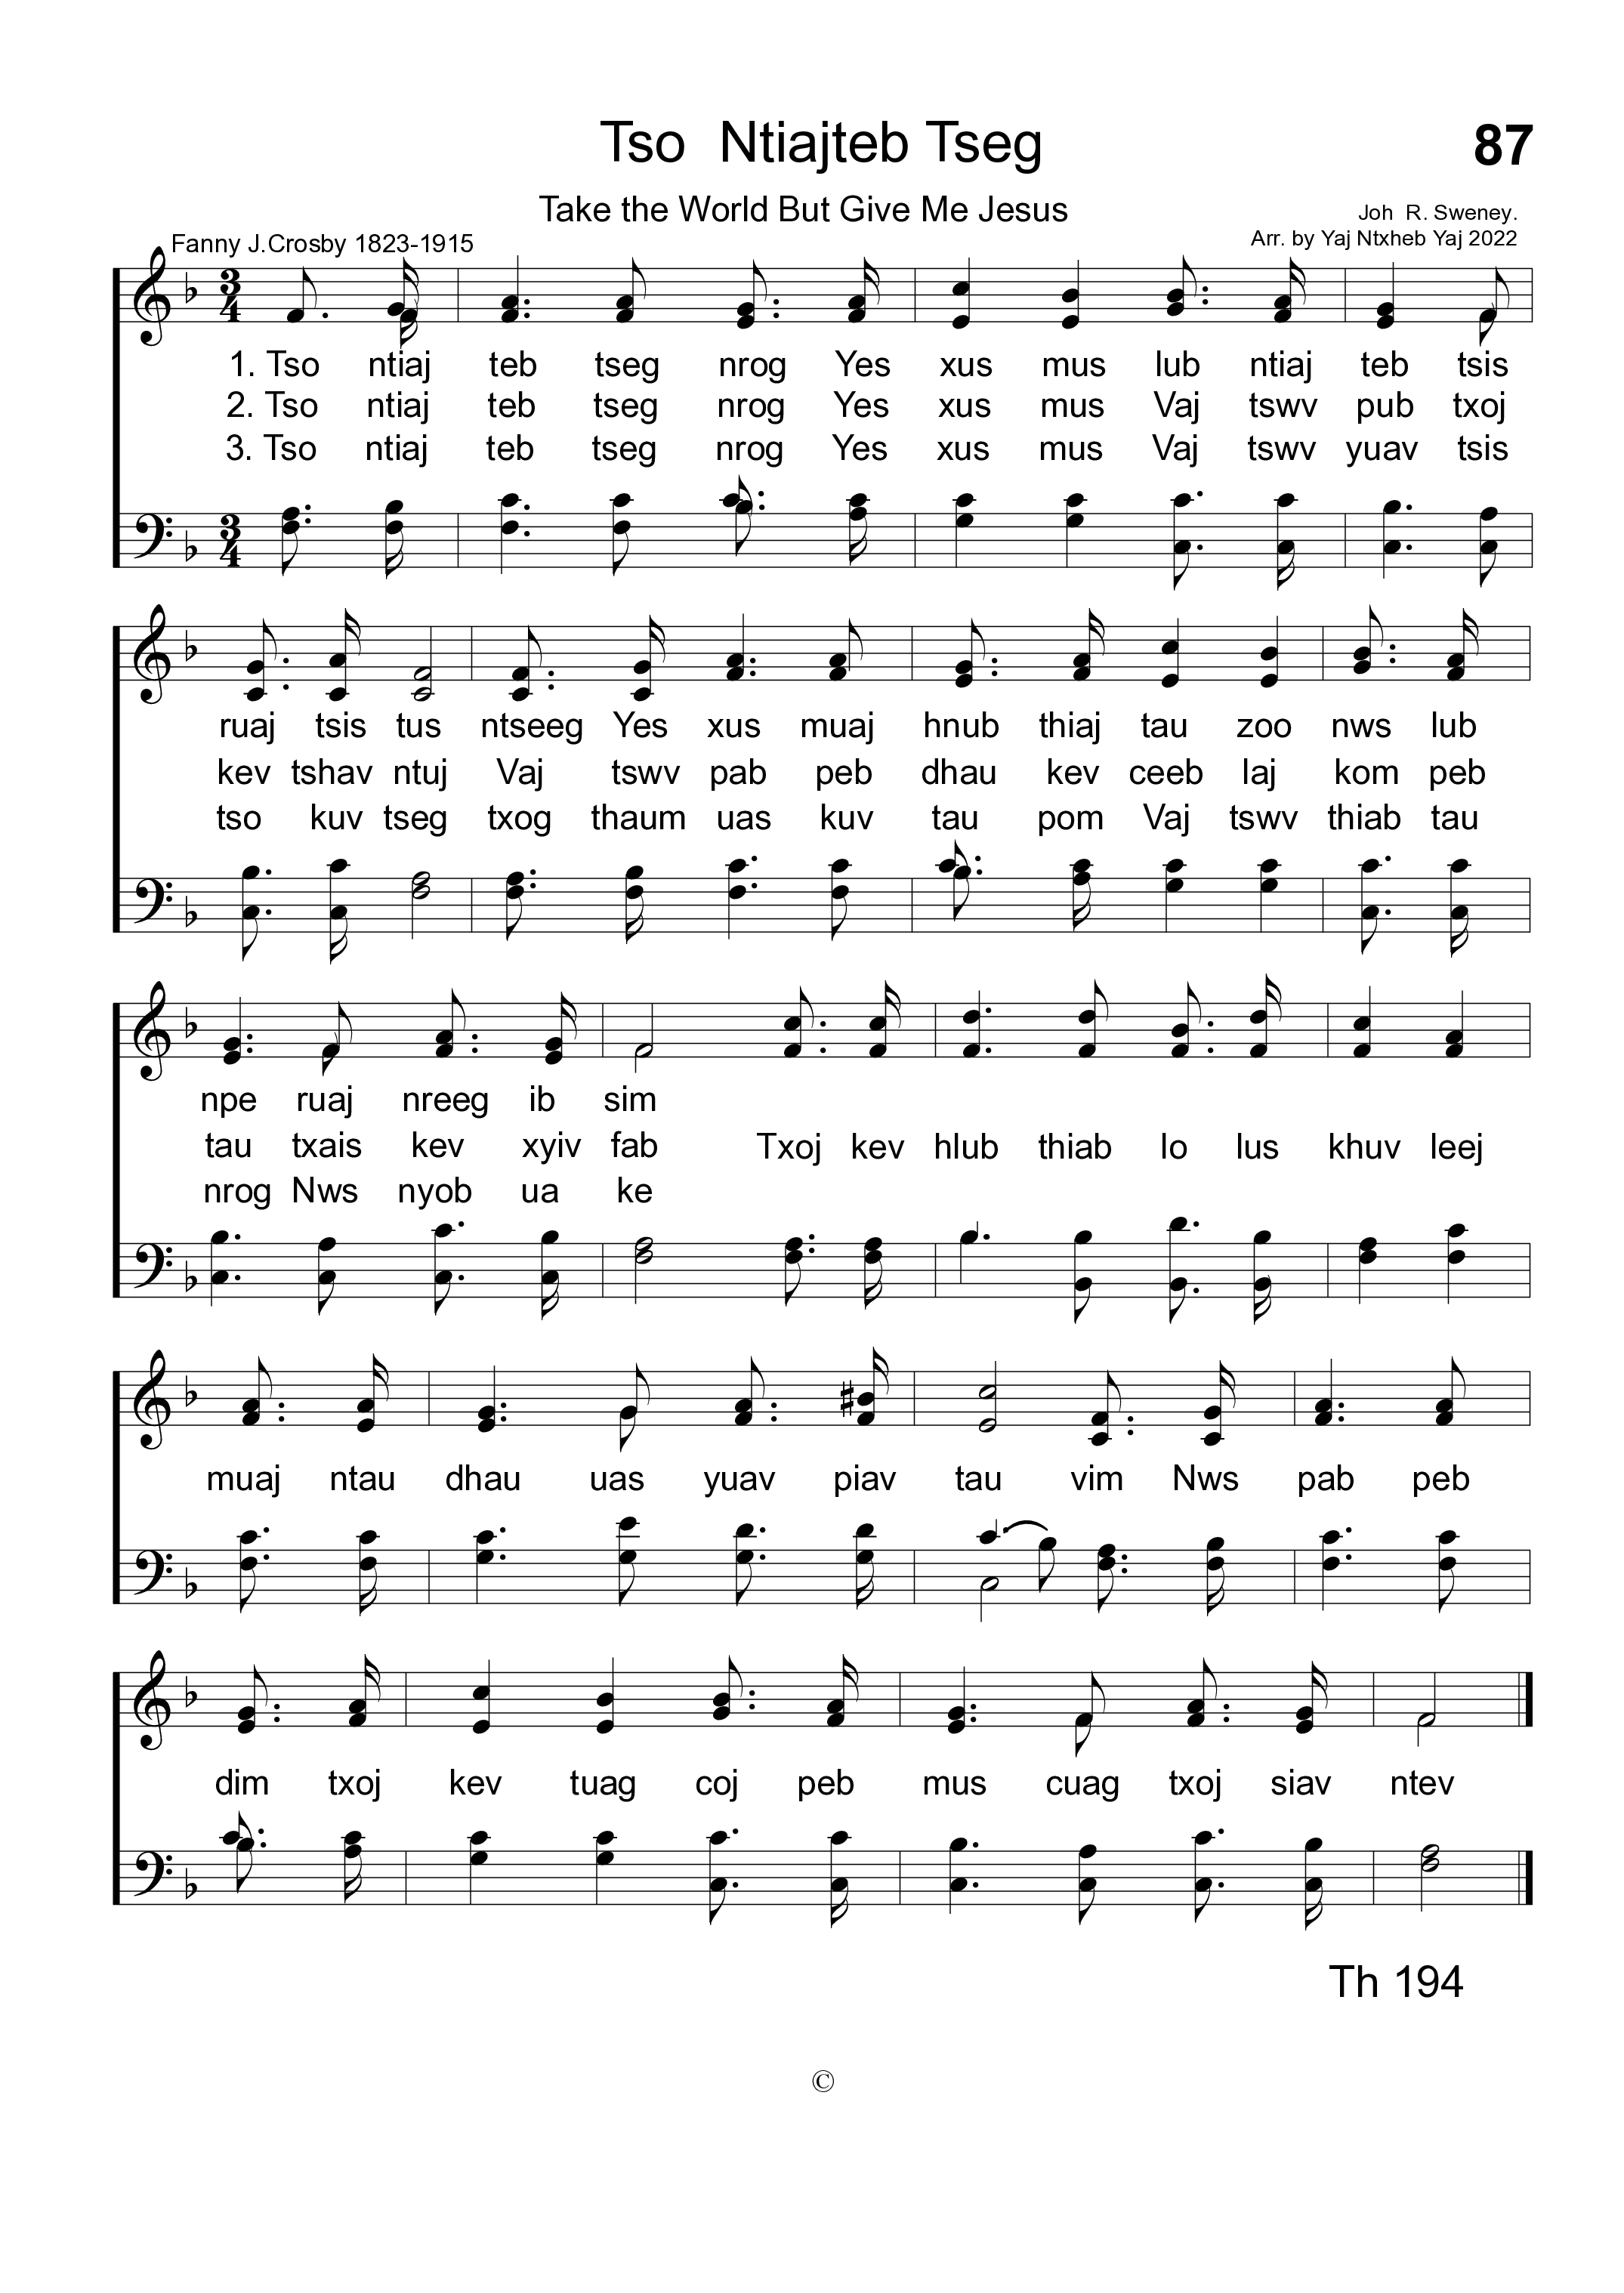 Tso Ntiajteb Tseg
87
Take the World But Give Me Jesus
Joh R. Sweney.
Fanny J.Crosby 1823-1915
Arr. by Yaj Ntxheb Yaj 2022
3 4
1. Tso ntiaj teb tseg nrog Yes xus mus lub ntiaj teb tsis
2. Tso ntiaj teb tseg nrog Yes xus mus Vaj tswv pub txoj
3. Tso ntiaj teb tseg nrog Yes xus mus Vaj tswv yuav tsis
3 4
ruaj tsis tus ntseeg Yes xus muaj hnub thiaj tau zoo nws lub
kev tshav ntuj Vaj tswv pab peb dhau kev ceeb laj kom peb
tso kuv tseg txog thaum uas kuv tau pom Vaj tswv thiab tau
npe ruaj nreeg ib sim
tau txais kev xyiv fab Txoj kev hlub thiab lo lus khuv leej
nrog Nws nyob ua ke
muaj ntau dhau uas yuav piav tau vim Nws pab peb
dim txoj kev tuag coj peb mus cuag txoj siav ntev
Th 194
©